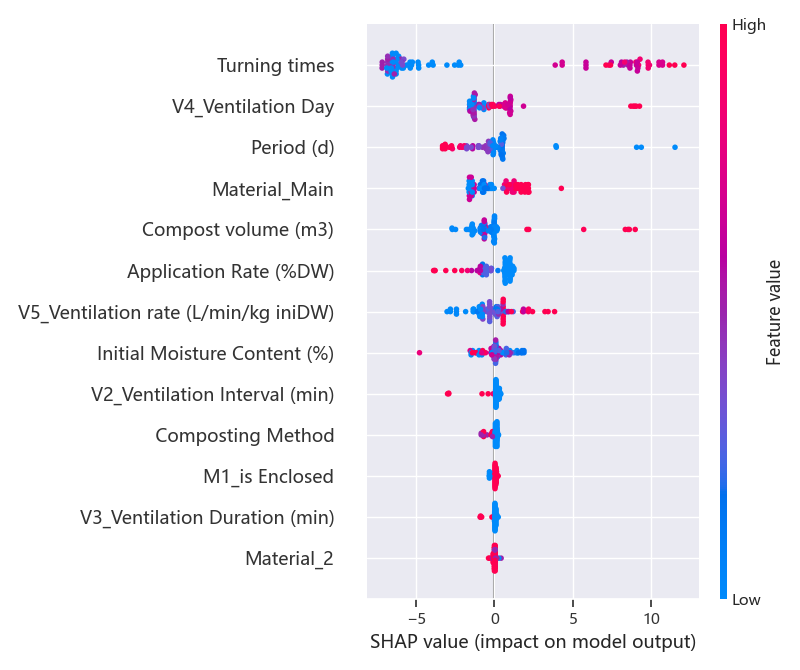 High
Turning times
V4_Ventilation Day
Period (d)
Material_Main
Compost volume (m3)
Application Rate (%DW)
V5_Ventilation rate (L/min/kg iniDW)
Initial Moisture Content (%)
V2_Ventilation Interval (min)
Composting Method
M1_is Enclosed
V3_Ventilation Duration (min)
Material_2
Feature value
Low
−5 0 5 10
SHAP value (impact on model output)